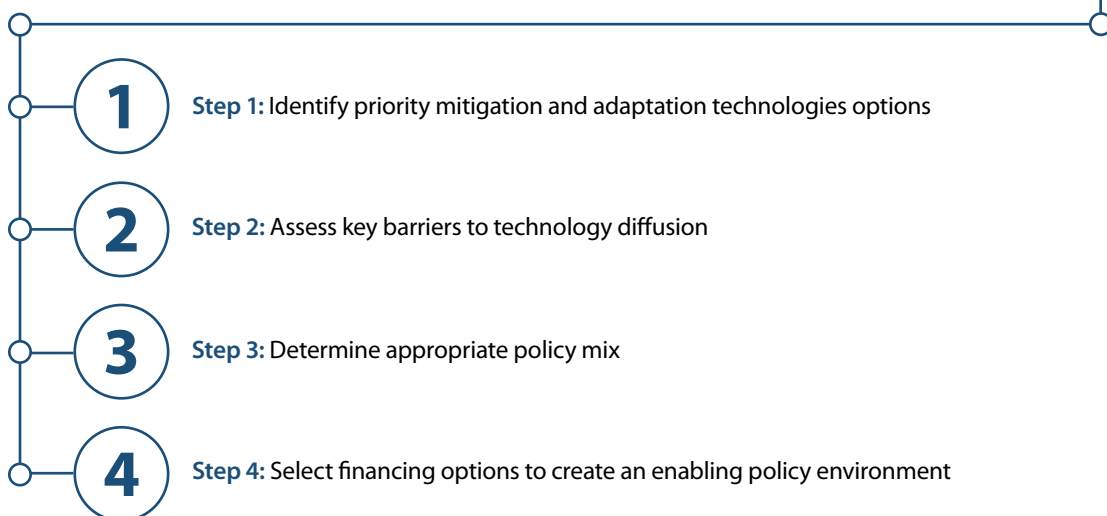 1
Step 1: Identify priority mitigation and adaptation technologies options
2
Step 2: Assess key barriers to technology diffusion
3
Step 3: Determine appropriate policy mix
4
Step 4: Select financing options to create an enabling policy environment